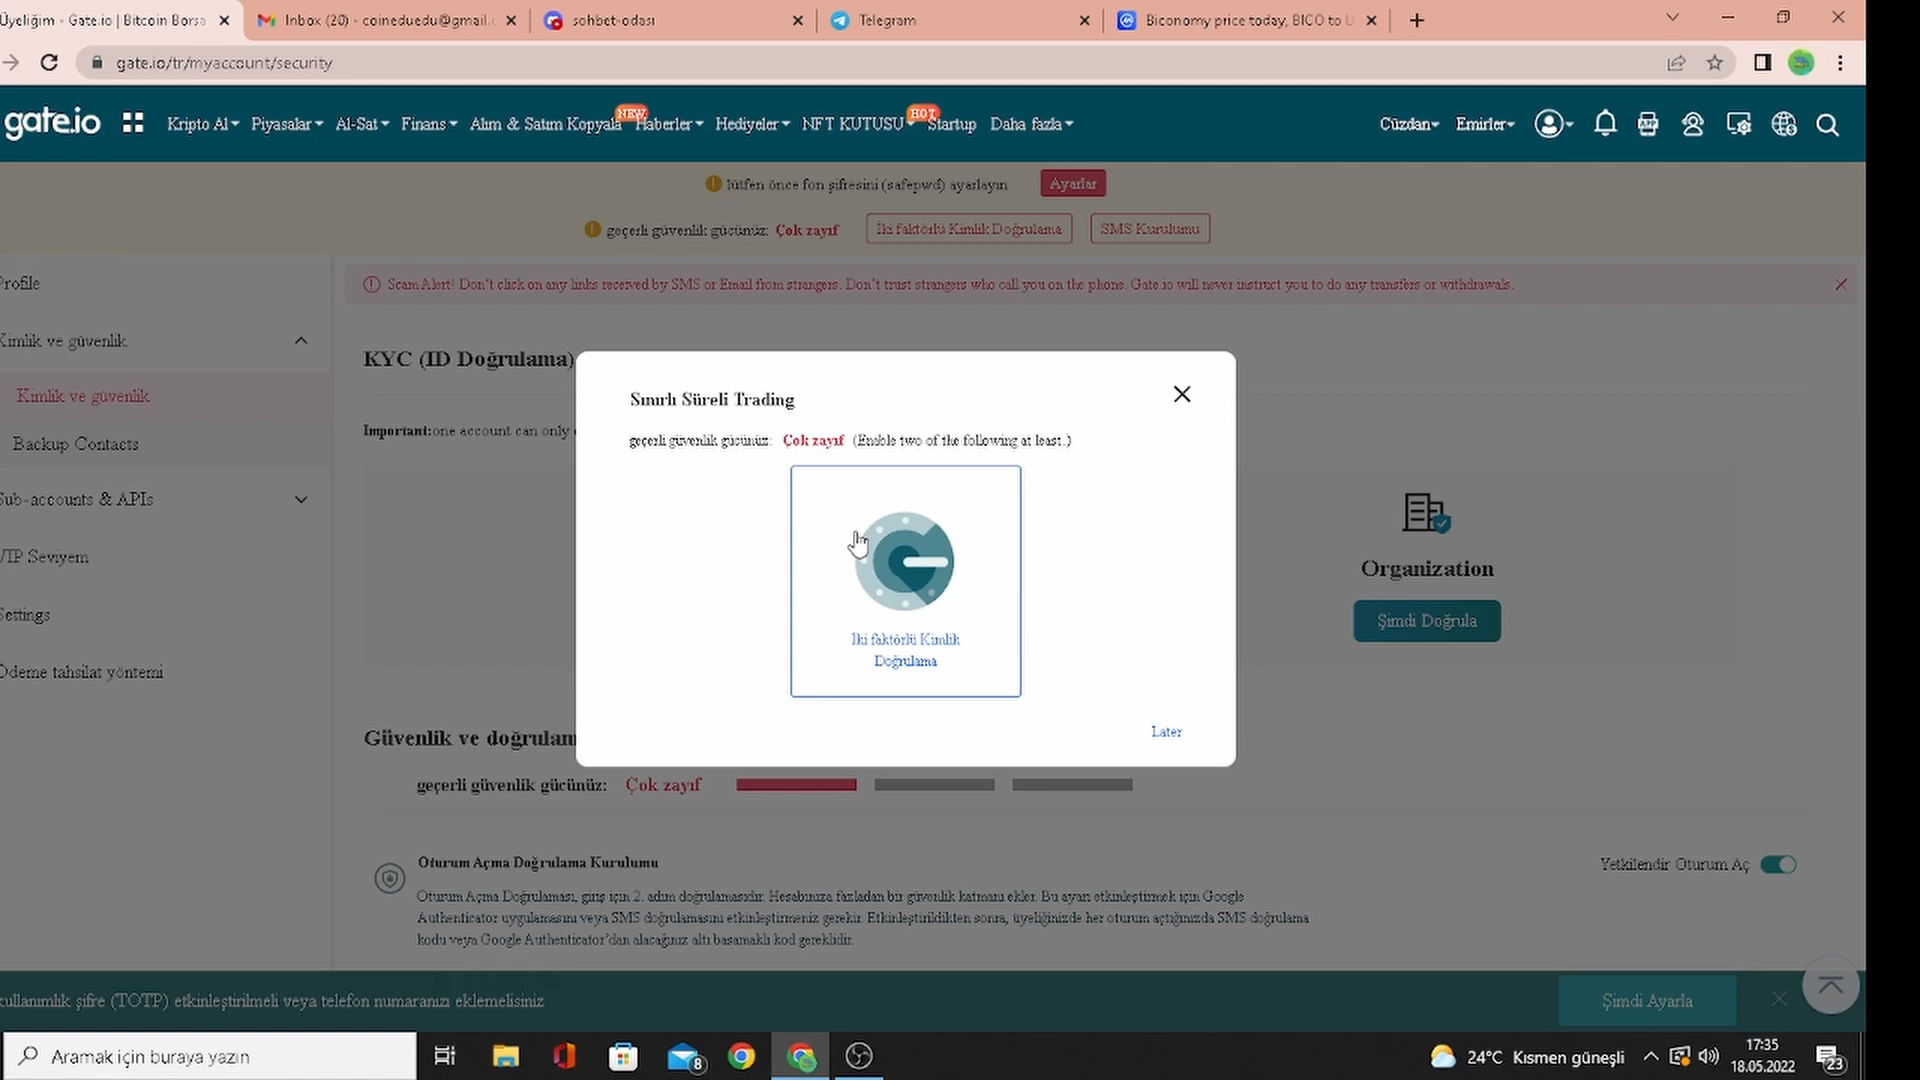 Üyeliğim - Gate.io | Bitcoin Borsa
Inbox (20) - coineduedu@gmail.
sohbet-odası
Telegram
Biconomy price today, BICO to U
gate.io/tr/myaccount/security
gate.io
Kripto Al
Piyasalar
Al-Sat
Finans
Alım & Satım Kopyala
NEW
Haberler
Hediyeler
NFT KUTUSU
HOT
Startup
Daha fazla
Cüzdan
Emirler
lütfen önce fon şifresini (safepwd) ayarlayın
Ayarlar
geçerli güvenlik gücünüz: Çok zayıf
İki faktörlü Kimlik Doğrulama
SMS Kurulumu
Profile
Kimlik ve güvenlik
Kimlik ve güvenlik
Backup Contacts
Sub-accounts & APIs
VIP Seviyem
Settings
Ödeme tahsilat yöntemi
Scam Alert! Don't click on any links received by SMS or Email from strangers. Don't trust strangers who call you on the phone. Gate.io will never instruct you to do any transfers or withdrawals.
KYC (ID Doğrulama)
Important:one account can only
Sınırlı Süreli Trading
geçerli güvenlik gücünüz: Çok zayıf (Enable two of the following at least.)
İki faktörlü Kimlik
Doğrulama
Later
Organization
Şimdi Doğrula
Güvenlik ve doğrulam
geçerli güvenlik gücünüz: Çok zayıf
Oturum Açma Doğrulama Kurulumu
Yetkilendir Oturum Aç
Oturum Açma Doğrulaması, giriş için 2. adım doğrulamasıdır. Hesabınıza fazladan bir güvenlik katmanı ekler. Bu ayarı etkinleştirmek için Google
Authenticator uygulamasını veya SMS doğrulamasını etkinleştirmeniz gerekir. Etkinleştirildikten sonra, üyeliğinizde her oturum açtığınızda SMS doğrulama
kodu veya Google Authenticator'dan alacağınız altı basamaklı kod gereklidir.
kullanımlık şifre (TOTP) etkinleştirilmeli veya telefon numaranızı eklemelisiniz
Şimdi Ayarla
Aramak için buraya yazın
8
24°C Kısmen güneşli
17:35
18.05.2022
23